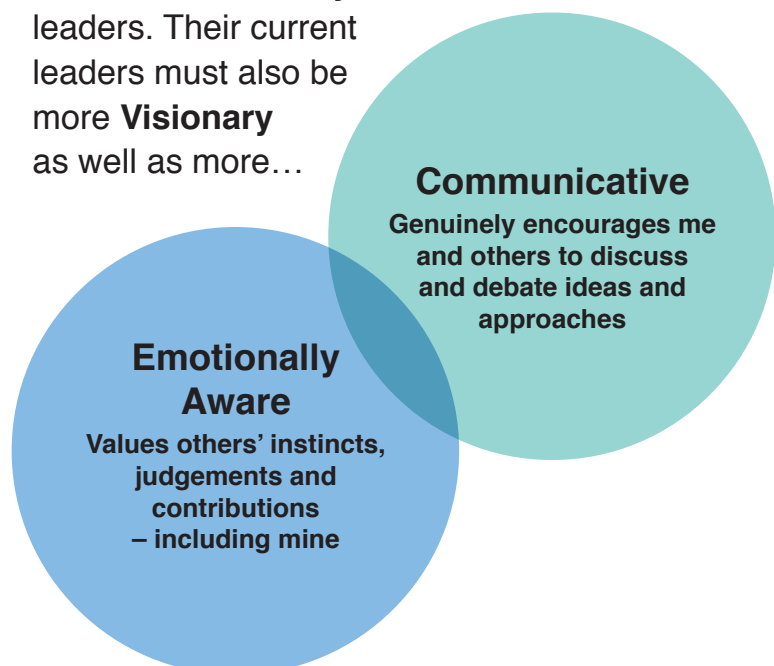 leaders. Their current
leaders must also be
more Visionary
as well as more…
Communicative
Genuinely encourages me
and others to discuss
and debate ideas and
approaches
Emotionally
Aware
Values others’ instincts,
judgements and
contributions
– including mine